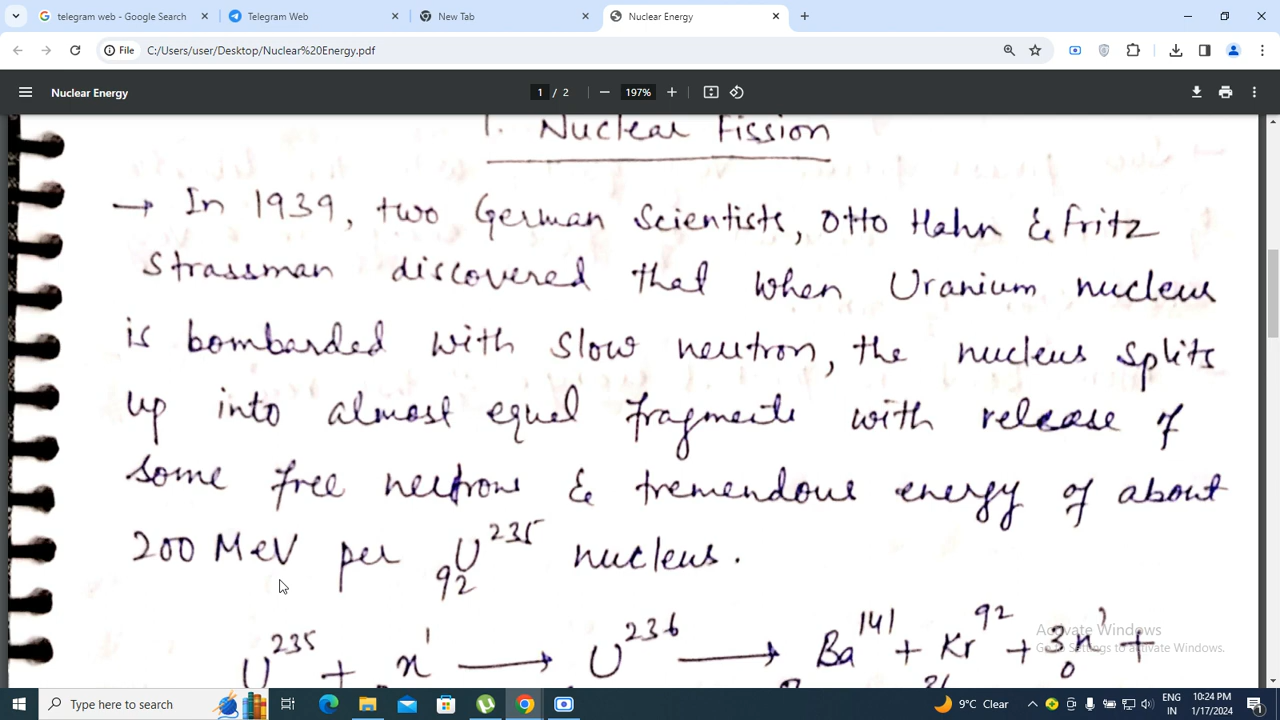 telegram web - Google Search
Telegram Web
New Tab
Nuclear Energy
File
C:/Users/user/Desktop/Nuclear%20Energy.pdf
Nuclear Energy
1 / 2
197%
1. Nuclear Fission
→ In 1939, two German Scientists, Otto Hahn & Fritz
Strassman discovered that when Uranium nucleus
is bombarded with slow neutron, the nucleus splits
up into almost equal fragments with release of
some free neutrons & tremendous energy of about
200 MeV per ₉₂U²³⁵ nucleus.
U²³⁵ + n¹ → U²³⁶ → Ba¹⁴¹ + Kr⁹² + 3₀n¹ +
Activate Windows
Go to Settings to activate Windows.
Type here to search
9°C Clear
ENG
IN
10:24 PM
1/17/2024